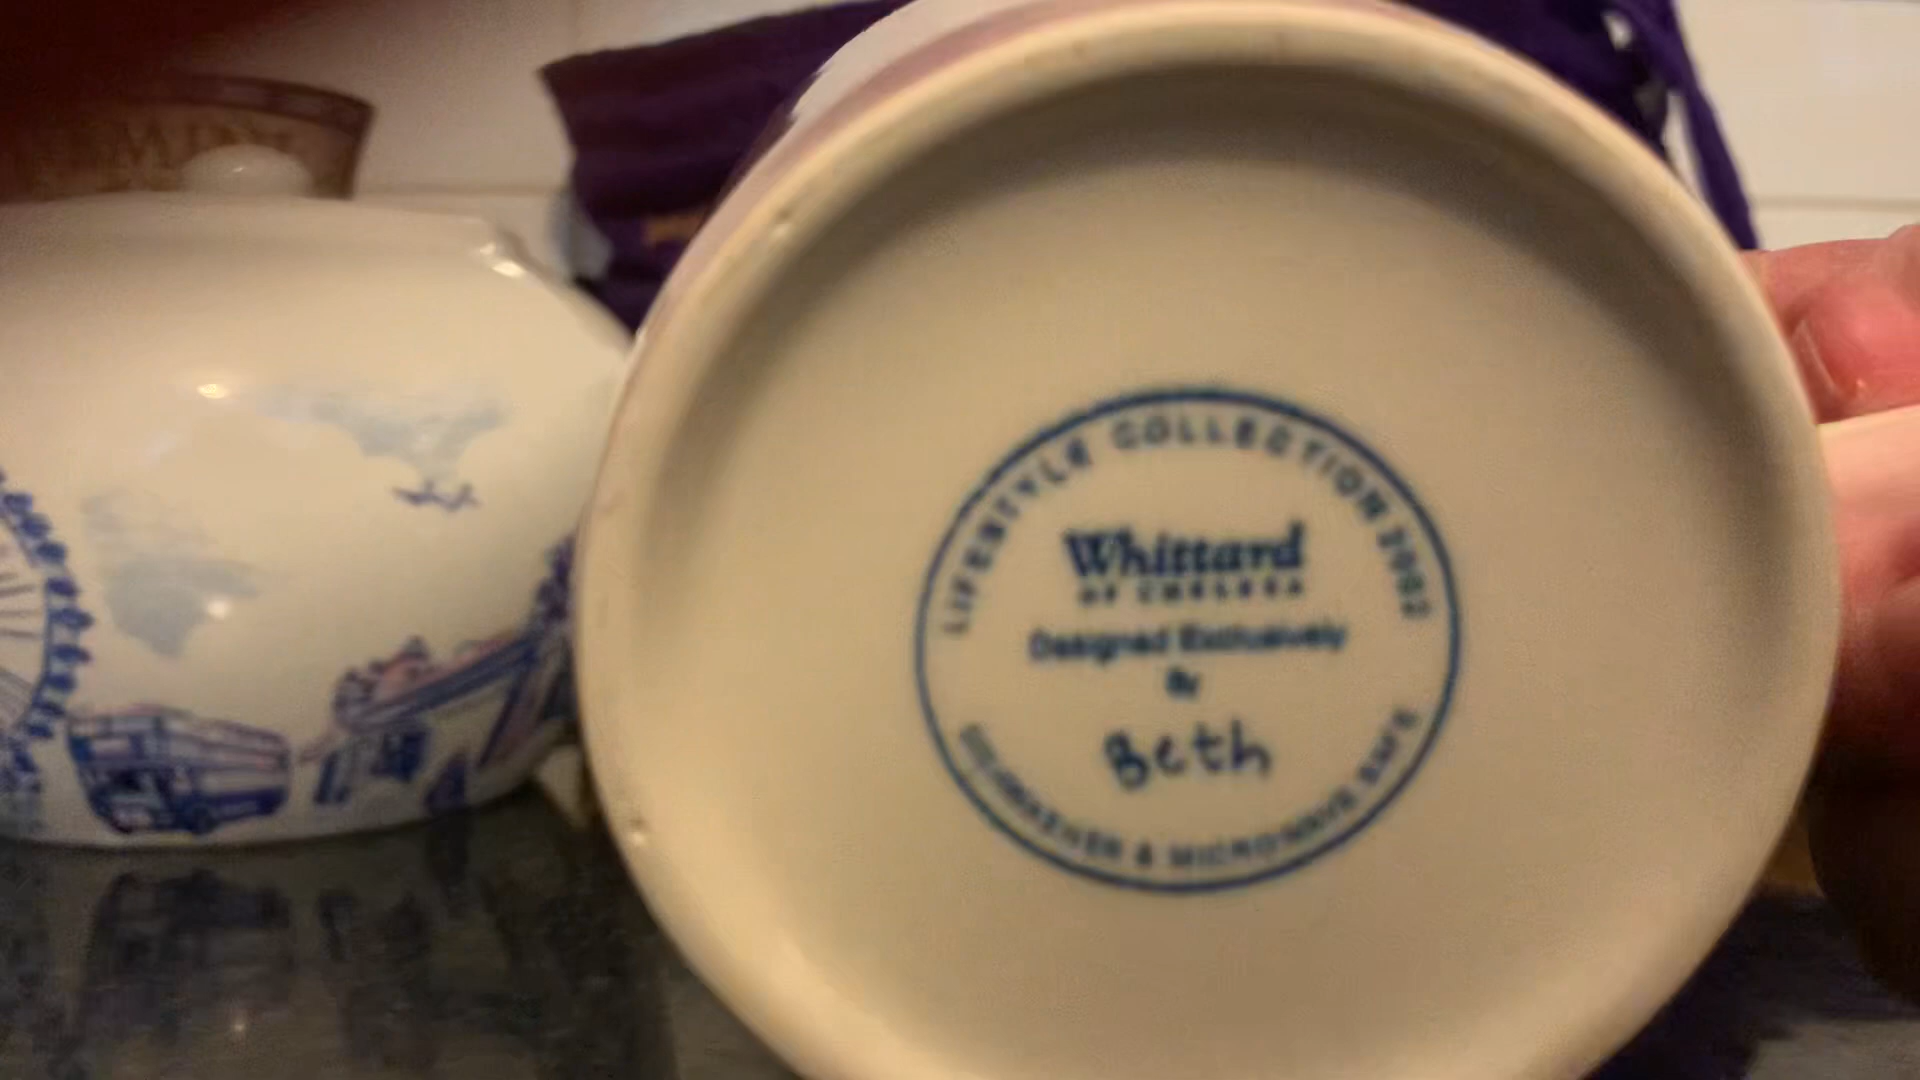 LIFESTYLE COLLECTION 2002
Whittard
OF CHELSEA
Designed Exclusively
By
Beth
DISHWASHER & MICROWAVE SAFE